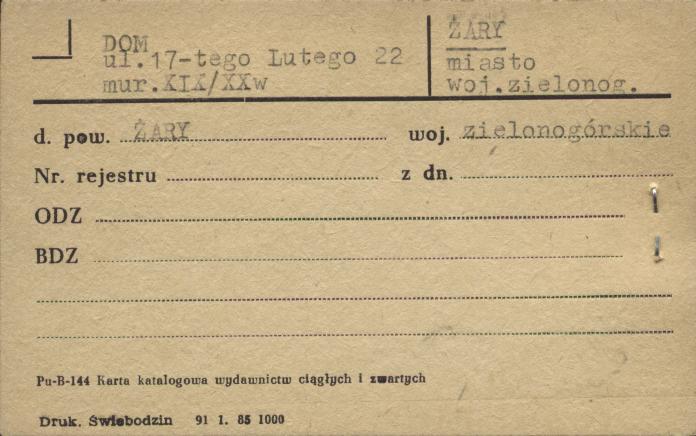 DOM
ul.17-tego Lutego 22
mur.XIX/XXw
ŻARY
miasto
woj.zielonog.
d. pow. ŻARY woj. zielonogórskie
Nr. rejestru z dn.
ODZ
BDZ
Pu-B-144 Karta katalogowa wydawnictw ciągłych i zwartych
Druk. Świebodzin 91 1. 85 1000